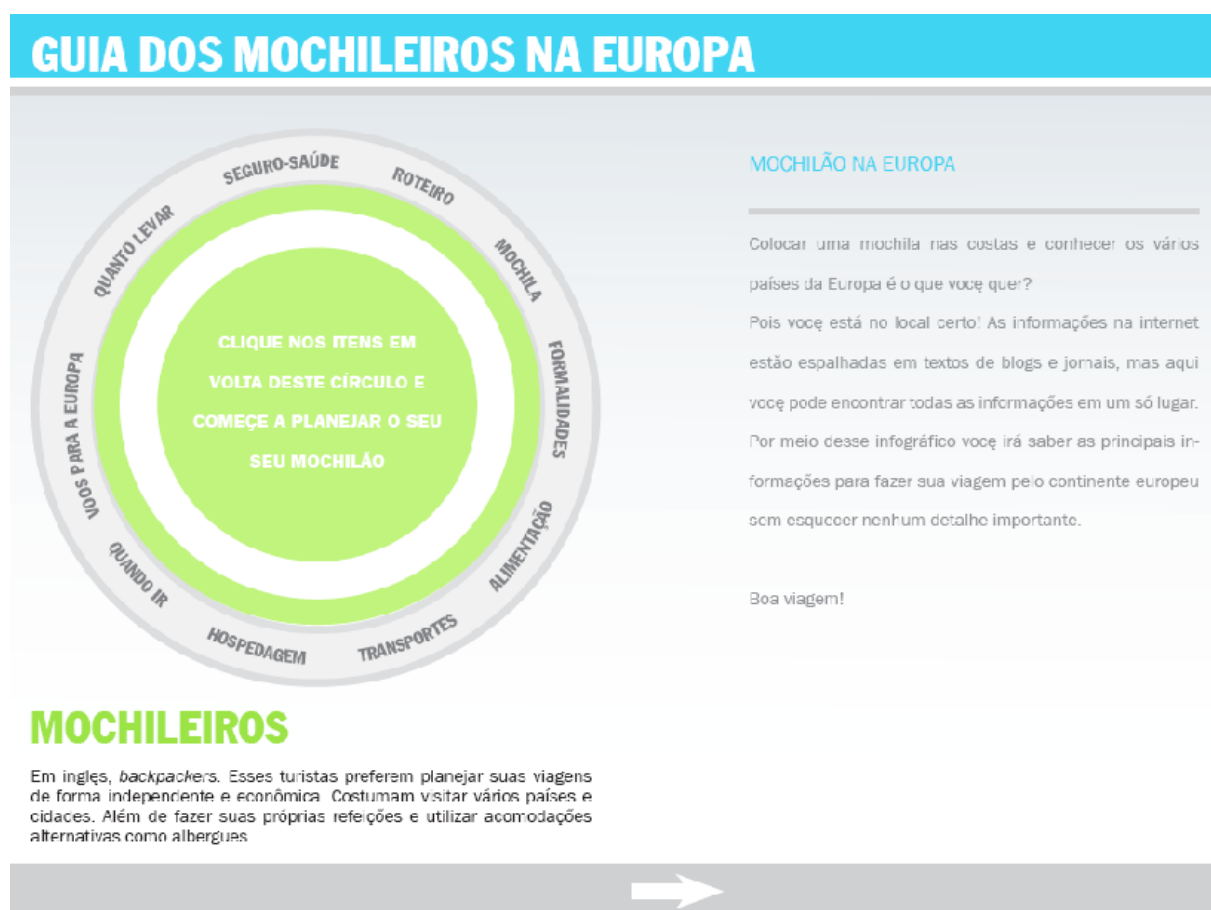 GUIA DOS MOCHILEIROS NA EUROPA
SEGURO-SAÚDE
ROTEIRO
MOCHILA
FORMALIDADES
ALIMENTAÇÃO
TRANSPORTES
HOSPEDAGEM
QUANDO IR
VOOS PARA A EUROPA
QUANTO LEVAR
CLIQUE NOS ITENS EM
VOLTA DESTE CÍRCULO E
COMEÇE A PLANEJAR O SEU
SEU MOCHILÃO
MOCHILEIROS
Em inglęs, backpackers. Esses turistas preferem planejar suas viagens
de forma independente e econômica. Costumam visitar vários países e
cidades. Além de fazer suas próprias refeições e utilizar acomodações
alternativas como albergues
MOCHILÃO NA EUROPA
Colocar uma mochila nas costas e conhecer os vários
países da Europa é o que vocę quer?
Pois vocę está no local certo! As informações na internet
estão espalhadas em textos de blogs e jornais, mas aqui
vocę pode encontrar todas as informações em um só lugar.
Por meio desse infográfico vocę irá saber as principais in-
formações para fazer sua viagem pelo continente europeu
sem esquecer nenhum detalhe importante.
Boa viagem!